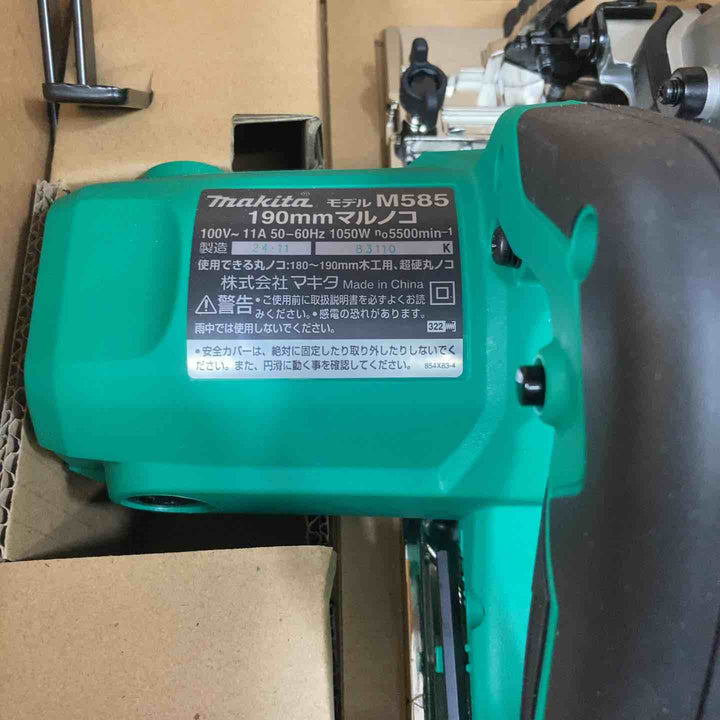 makita モデル M585
190mmマルノコ
100V~ 11A 50-60Hz 1050W n₀5500min⁻¹
製造 24·11 83110 K
使用できる丸ノコ:180~190mm木工用、超硬丸ノコ
株式会社マキタ Made in China
警告 •ご使用前に取扱説明書を必ずよくお読
みください。•感電の恐れがあります。
雨中では使用しないでください。
322
•安全カバーは、絶対に固定したり取り外したりしないでく
ださい。また、円滑に動く事を確認してください。 854X83-4